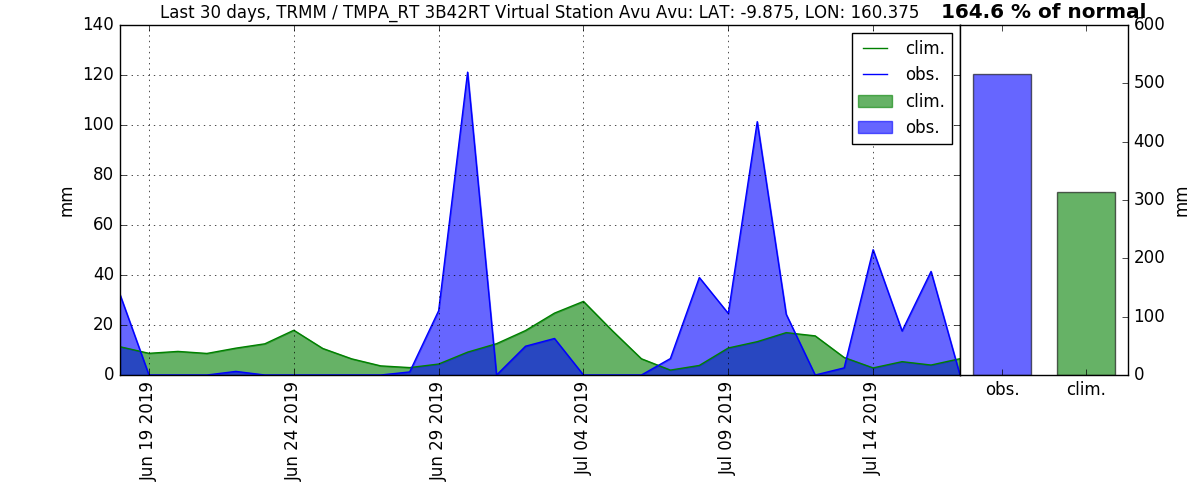 Last 30 days, TRMM / TMPA_RT 3B42RT Virtual Station Avu Avu: LAT: -9.875, LON: 160.375
164.6 % of normal
140
120
100
80
60
40
20
0
mm
clim.
obs.
clim.
obs.
600
500
400
300
200
100
0
mm
obs.
clim.
Jun 19 2019
Jun 24 2019
Jun 29 2019
Jul 04 2019
Jul 09 2019
Jul 14 2019